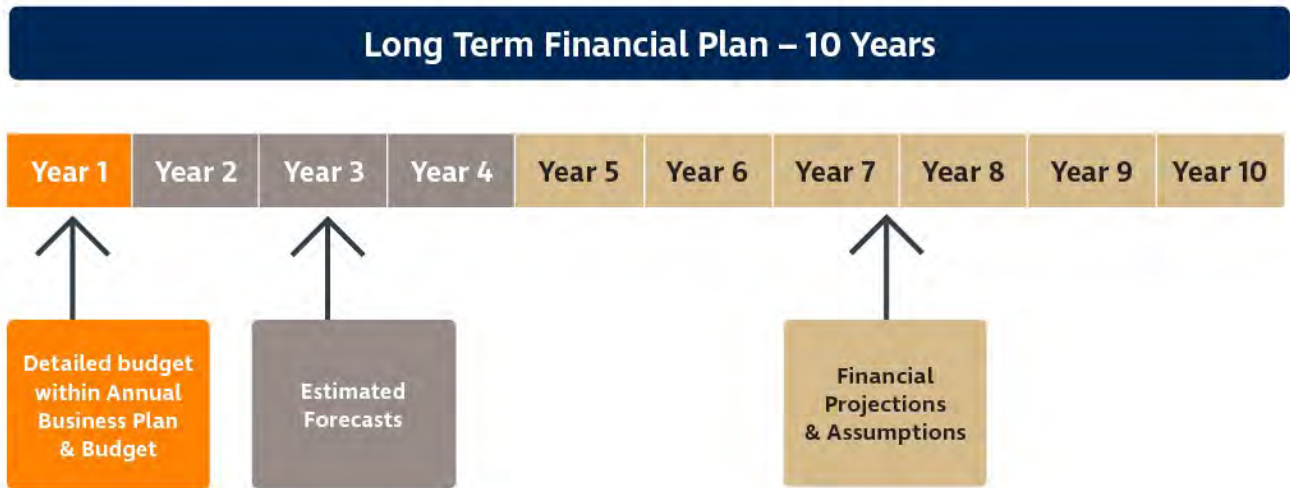 Long Term Financial Plan – 10 Years
Year 1 Year 2 Year 3 Year 4 Year 5 Year 6 Year 7 Year 8 Year 9 Year 10
Detailed budget
within Annual
Business Plan
& Budget
Estimated
Forecasts
Financial
Projections
& Assumptions